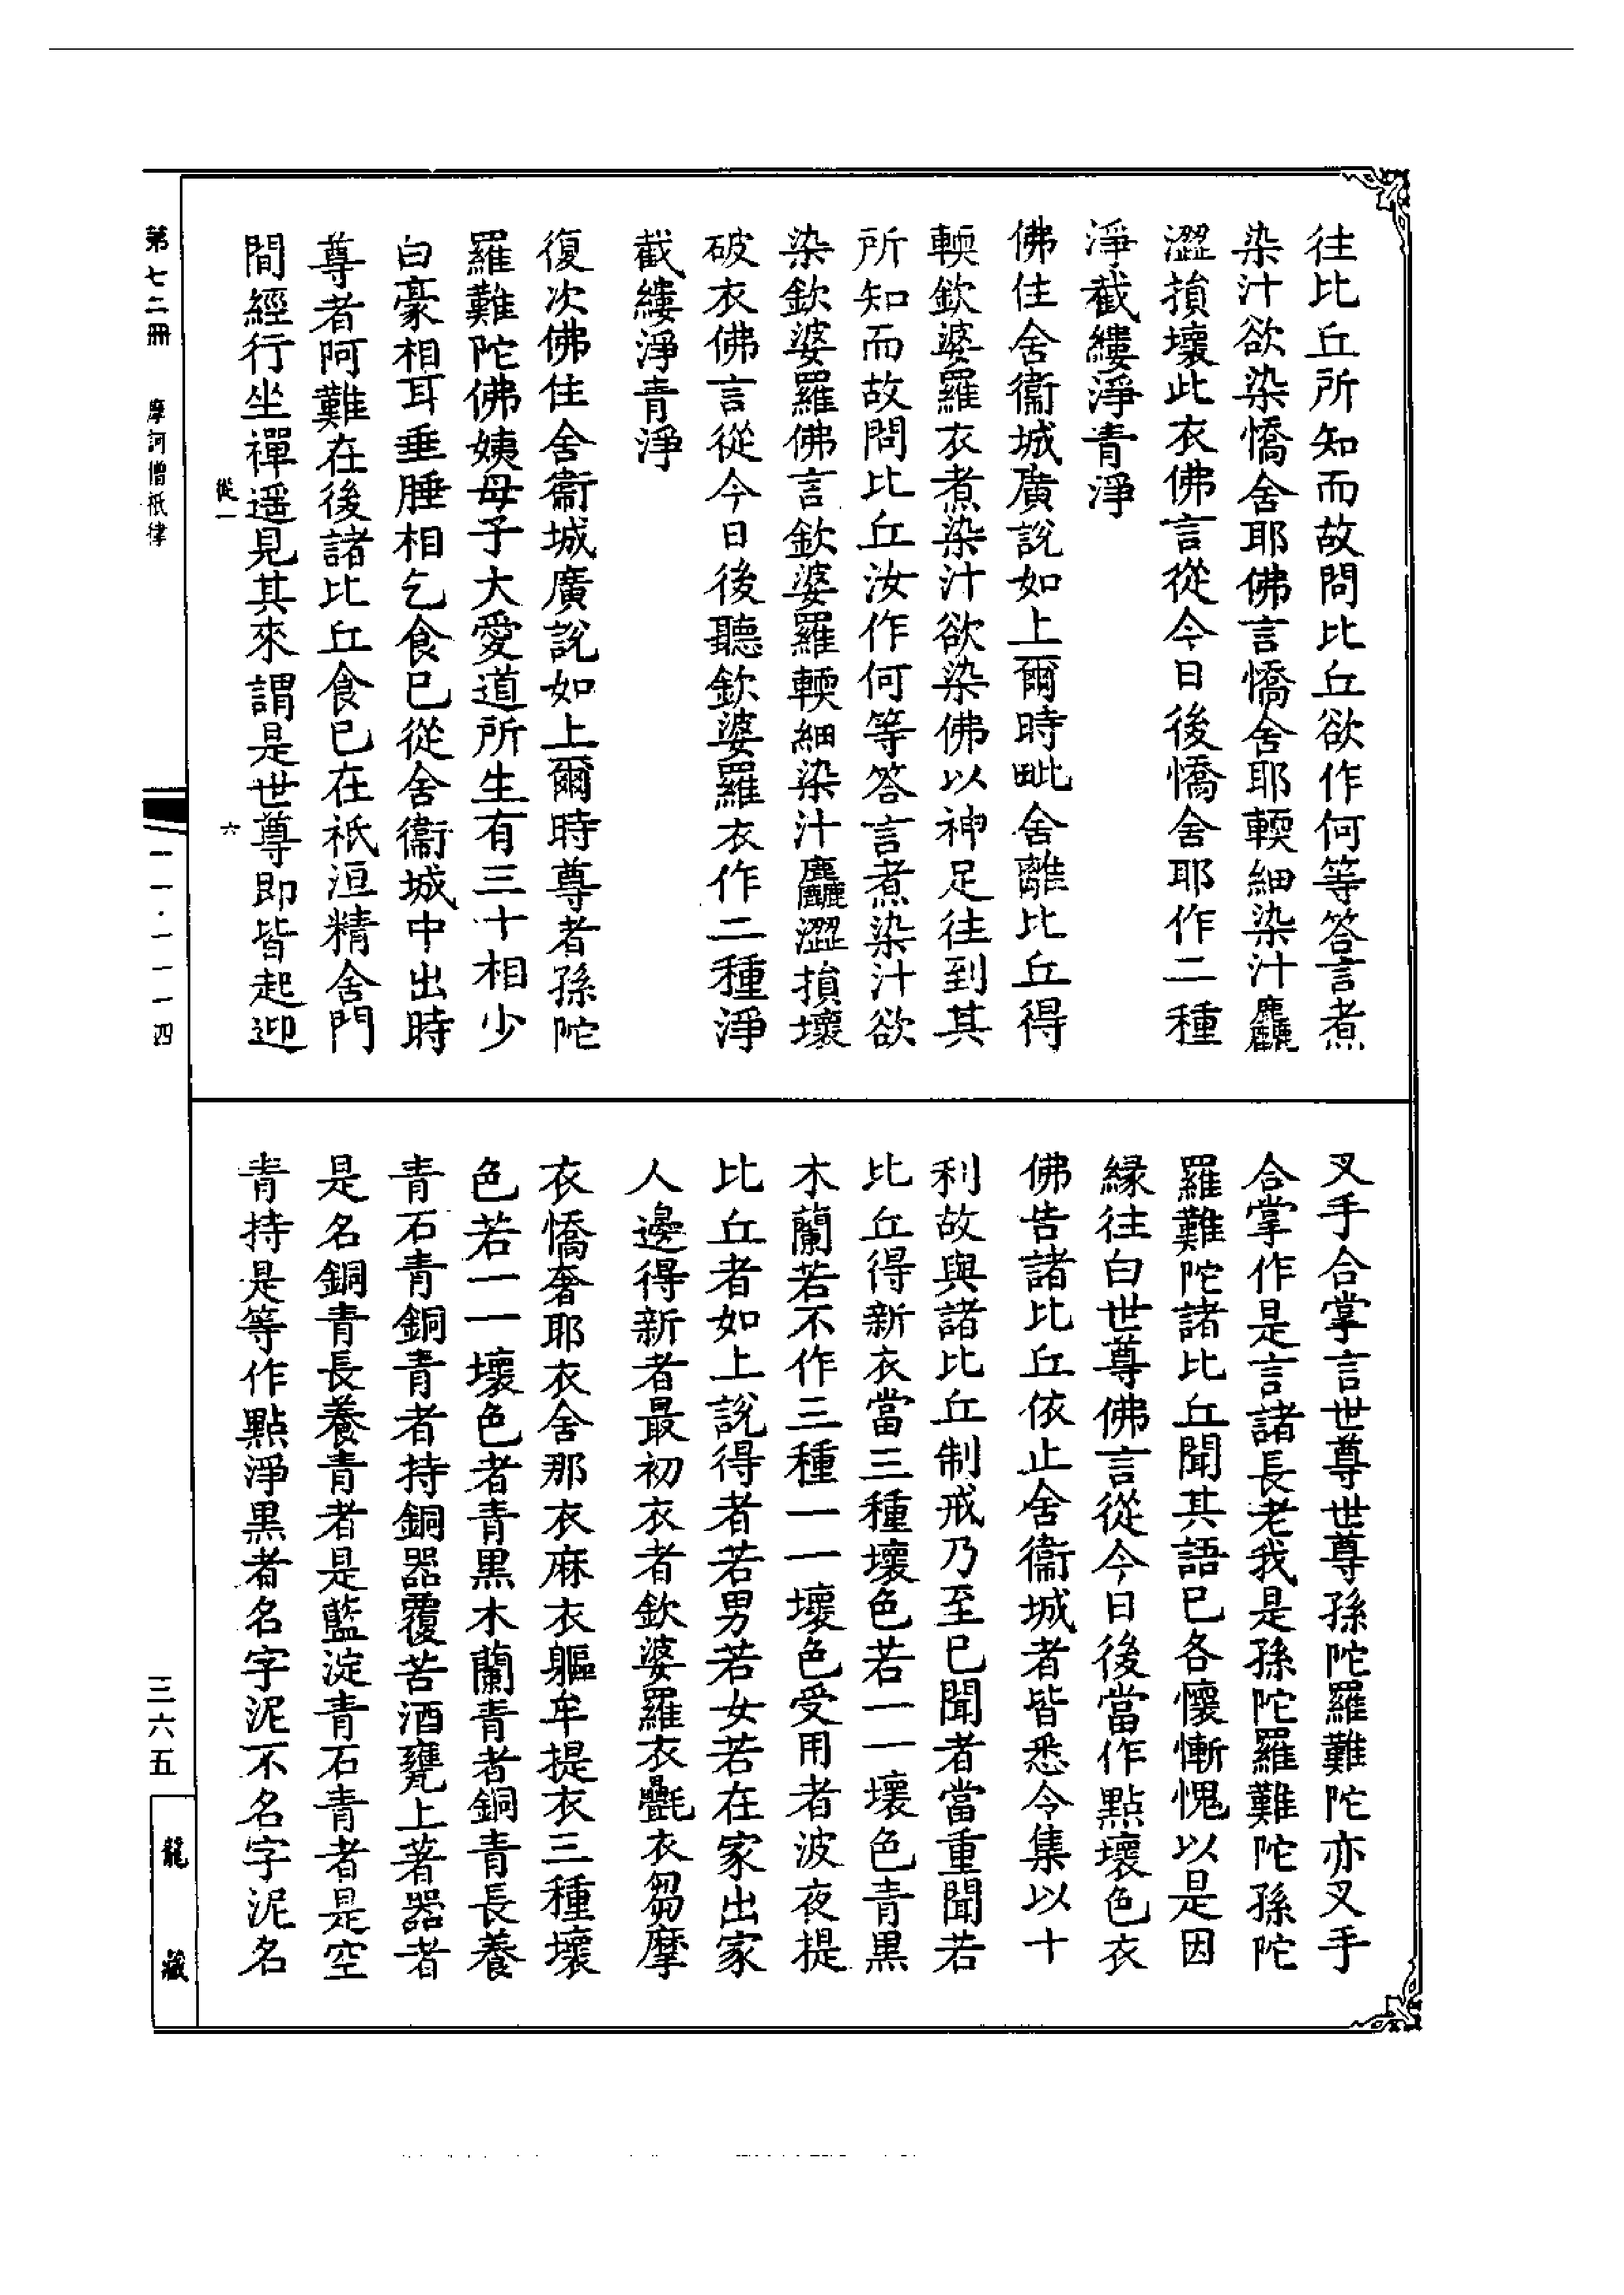 往比丘所知而故問比丘欲作何等答言煮
染汁欲染憍舍耶佛言憍舍耶輭細染汁麤
澀損壞此衣佛言從今日後憍舍耶作二種
淨截縷淨青淨
佛住舍衞城廣說如上爾時毗舍離比丘得
輭欽婆羅衣煮染汁欲染佛以神足往到其
所知而故問比丘汝作何等答言煮染汁欲
染欽婆羅佛言欽婆羅輭細染汁麤澀損壞
破衣佛言從今日後聽欽婆羅衣作二種淨
截縷淨青淨
復次佛住舍衞城廣說如上爾時尊者孫陀
羅難陀佛姨母子大愛道所生有三十相少
白豪相耳垂埵相乞食已從舍衞城中出時
尊者阿難在後諸比丘食已在祇洹精舍門
間經行坐禪遥見其來謂是世尊即皆起迎
叉手合掌言世尊世尊孫陀羅難陀亦叉手
合掌作是言諸長老我是孫陀羅難陀孫陀
羅難陀諸比丘聞其語已各懷慚愧以是因
緣往白世尊佛言從今日後當作點壞色衣
佛告諸比丘依止舍衞城者皆悉令集以十
利故與諸比丘制戒乃至已聞者當重聞若
比丘得新衣當三種壞色若一一壞色青黑
木蘭若不作三種一一壞色受用者波夜提
比丘者如上說得者若男若女若在家出家
人邊得新者最初衣者欽婆羅衣㲲衣芻摩
衣憍奢耶衣舍那衣麻衣軀牟提衣三種壞
色若一一壞色者青黑木蘭青者銅青長養
青石青銅青者持銅器覆苦酒甕上著器者
是名銅青長養青者是藍淀青石青者是空
青持是等作點淨黑者名字泥不名字泥名
第七二冊 摩訶僧祇律
從一 六
一一·一一一四
三六五
龍藏